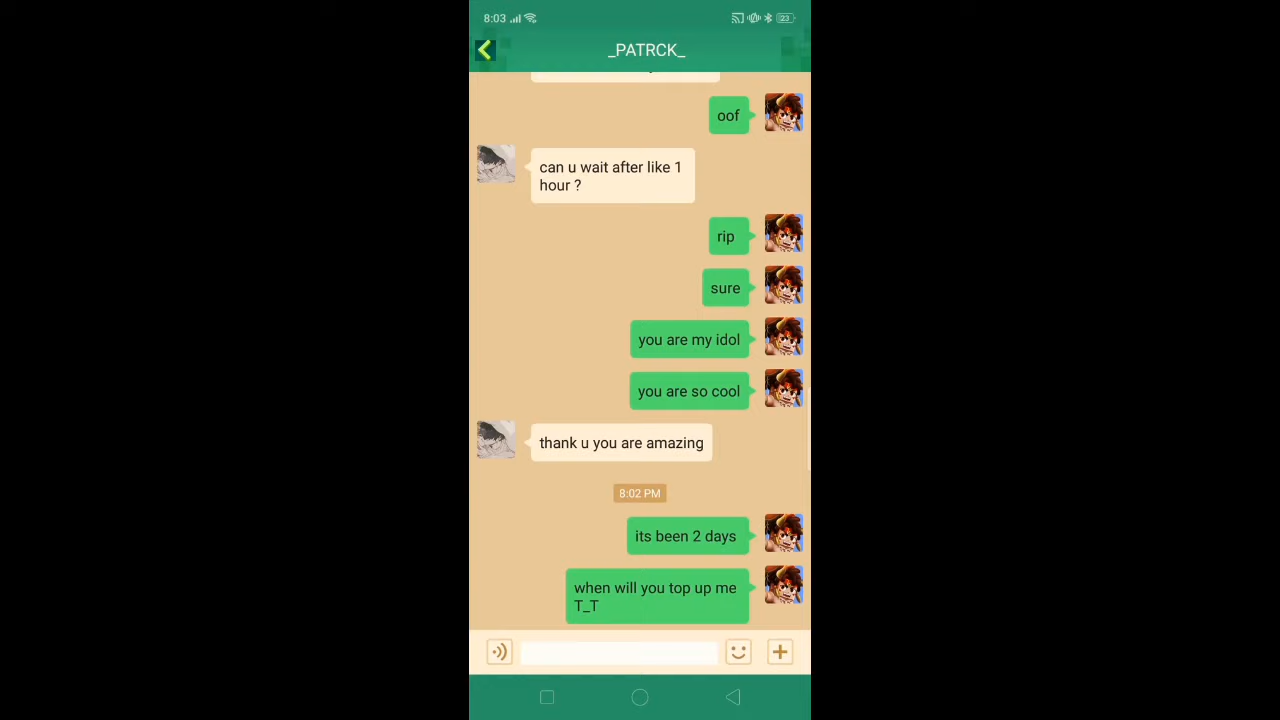 8:03
23
_PATRCK_
oof
can u wait after like 1
hour ?
rip
sure
you are my idol
you are so cool
thank u you are amazing
8:02 PM
its been 2 days
when will you top up me
T_T